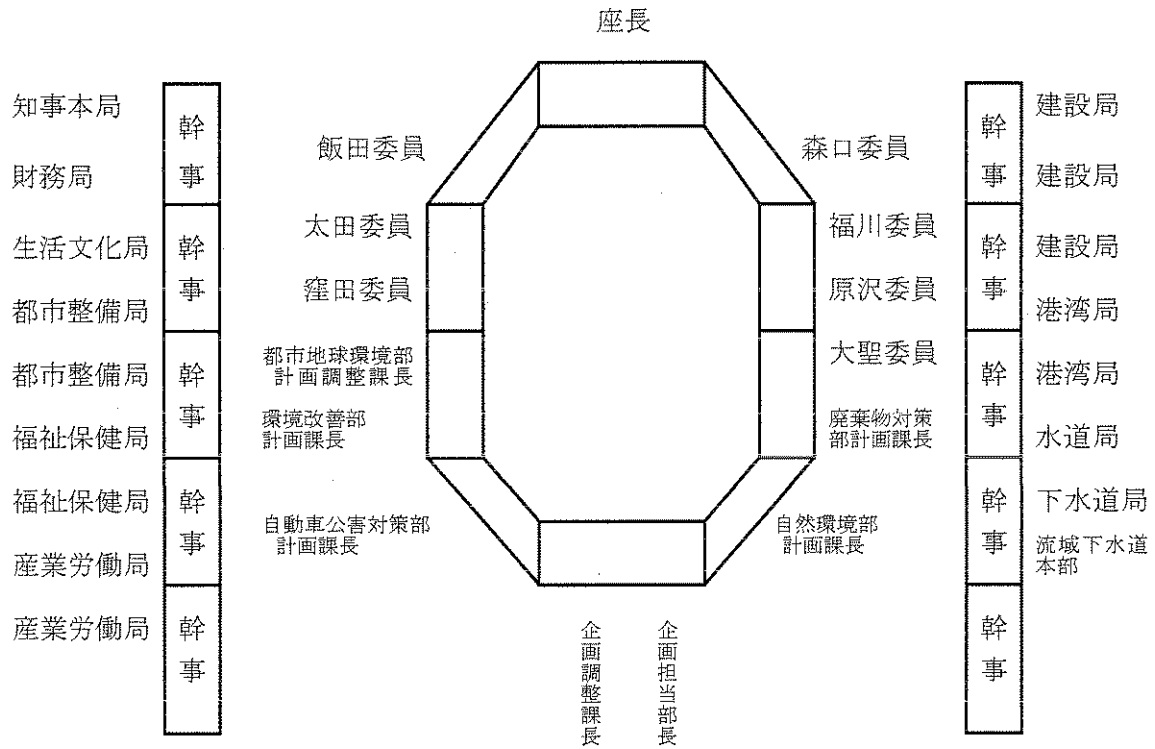 座長
知事本局
財務局
生活文化局
都市整備局
都市整備局
福祉保健局
福祉保健局
産業労働局
産業労働局
幹事
幹事
幹事
幹事
幹事
飯田委員
太田委員
窪田委員
都市地球環境部
計画調整課長
環境改善部
計画課長
自動車公害対策部
計画課長
企画調整課長
企画担当部長
森口委員
福川委員
原沢委員
大聖委員
廃棄物対策
部計画課長
自然環境部
計画課長
幹事
幹事
幹事
幹事
幹事
建設局
建設局
建設局
港湾局
港湾局
水道局
下水道局
流域下水道
本部